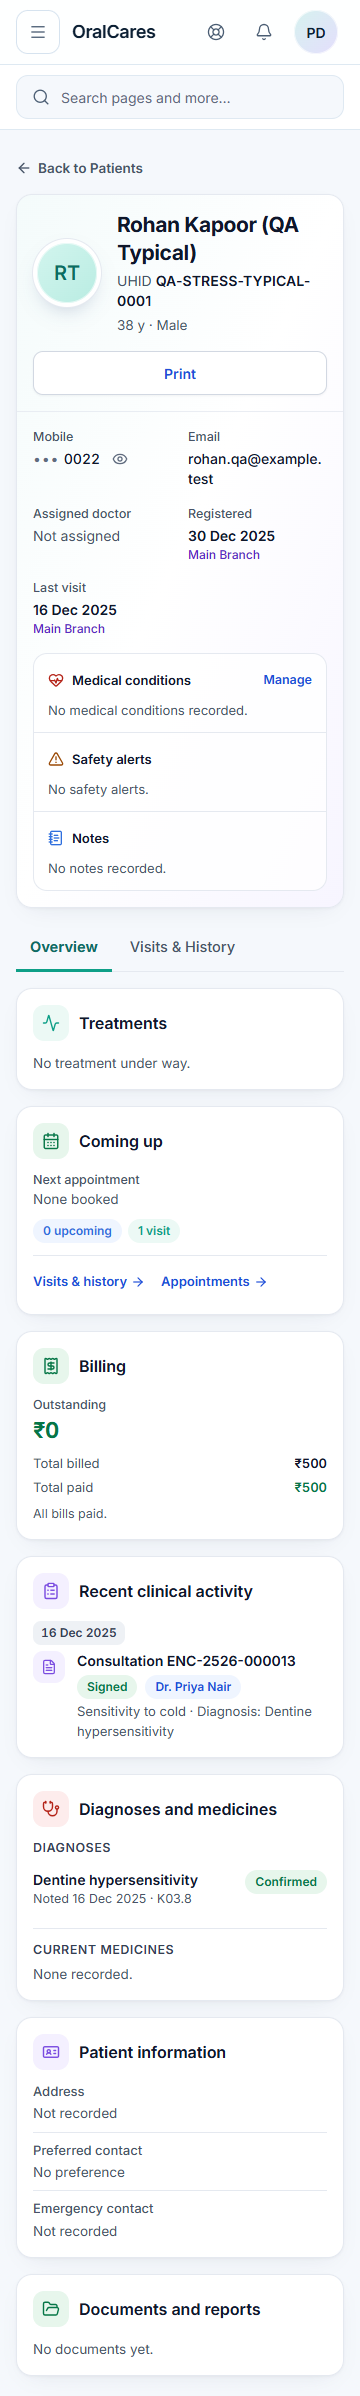 OralCares
PD
Search pages and more...
Back to Patients
RT
Rohan Kapoor (QA
Typical)
UHID QA-STRESS-TYPICAL-
0001
38 y · Male
Print
Mobile
••• 0022
Email
rohan.qa@example.
test
Assigned doctor
Not assigned
Registered
30 Dec 2025
Main Branch
Last visit
16 Dec 2025
Main Branch
Medical conditions
Manage
No medical conditions recorded.
Safety alerts
No safety alerts.
Notes
No notes recorded.
Overview
Visits & History
Treatments
No treatment under way.
Coming up
Next appointment
None booked
0 upcoming
1 visit
Visits & history →
Appointments →
Billing
Outstanding
₹0
Total billed
₹500
Total paid
₹500
All bills paid.
Recent clinical activity
16 Dec 2025
Consultation ENC-2526-000013
Signed
Dr. Priya Nair
Sensitivity to cold · Diagnosis: Dentine
hypersensitivity
Diagnoses and medicines
DIAGNOSES
Dentine hypersensitivity
Confirmed
Noted 16 Dec 2025 · K03.8
CURRENT MEDICINES
None recorded.
Patient information
Address
Not recorded
Preferred contact
No preference
Emergency contact
Not recorded
Documents and reports
No documents yet.